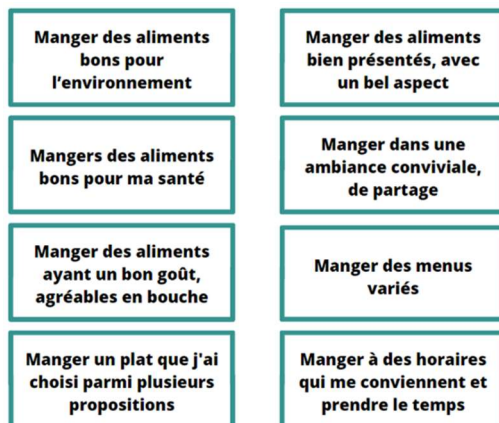 Manger des aliments
bons pour
l'environnement
Manger des aliments
bien présentés, avec
un bel aspect
Mangers des aliments
bons pour ma santé
Manger dans une
ambiance conviviale,
de partage
Manger des aliments
ayant un bon goût,
agréables en bouche
Manger des menus
variés
Manger un plat que j'ai
choisi parmi plusieurs
propositions
Manger à des horaires
qui me conviennent et
prendre le temps